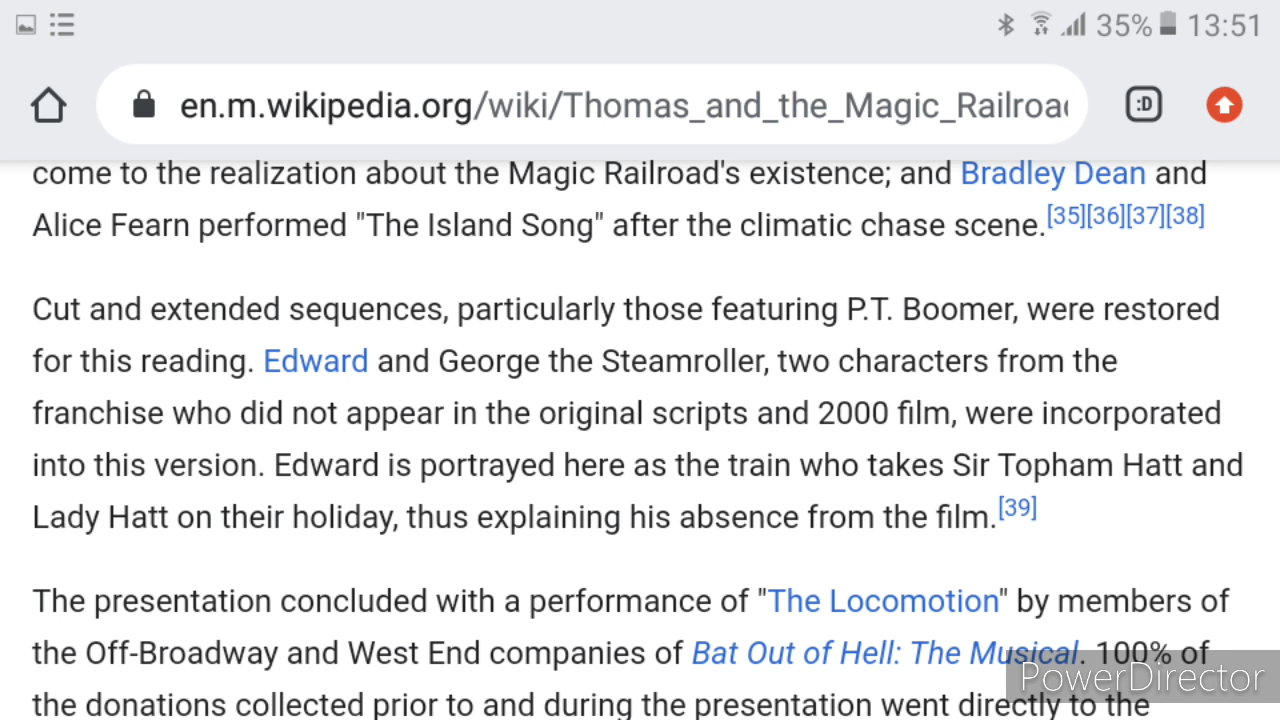 35% 13:51
en.m.wikipedia.org/wiki/Thomas_and_the_Magic_Railroa
:D
come to the realization about the Magic Railroad's existence; and Bradley Dean and
Alice Fearn performed "The Island Song" after the climatic chase scene.[35][36][37][38]
Cut and extended sequences, particularly those featuring P.T. Boomer, were restored
for this reading. Edward and George the Steamroller, two characters from the
franchise who did not appear in the original scripts and 2000 film, were incorporated
into this version. Edward is portrayed here as the train who takes Sir Topham Hatt and
Lady Hatt on their holiday, thus explaining his absence from the film.[39]
The presentation concluded with a performance of "The Locomotion" by members of
the Off-Broadway and West End companies of Bat Out of Hell: The Musical. 100% of
the donations collected prior to and during the presentation went directly to the
PowerDirector